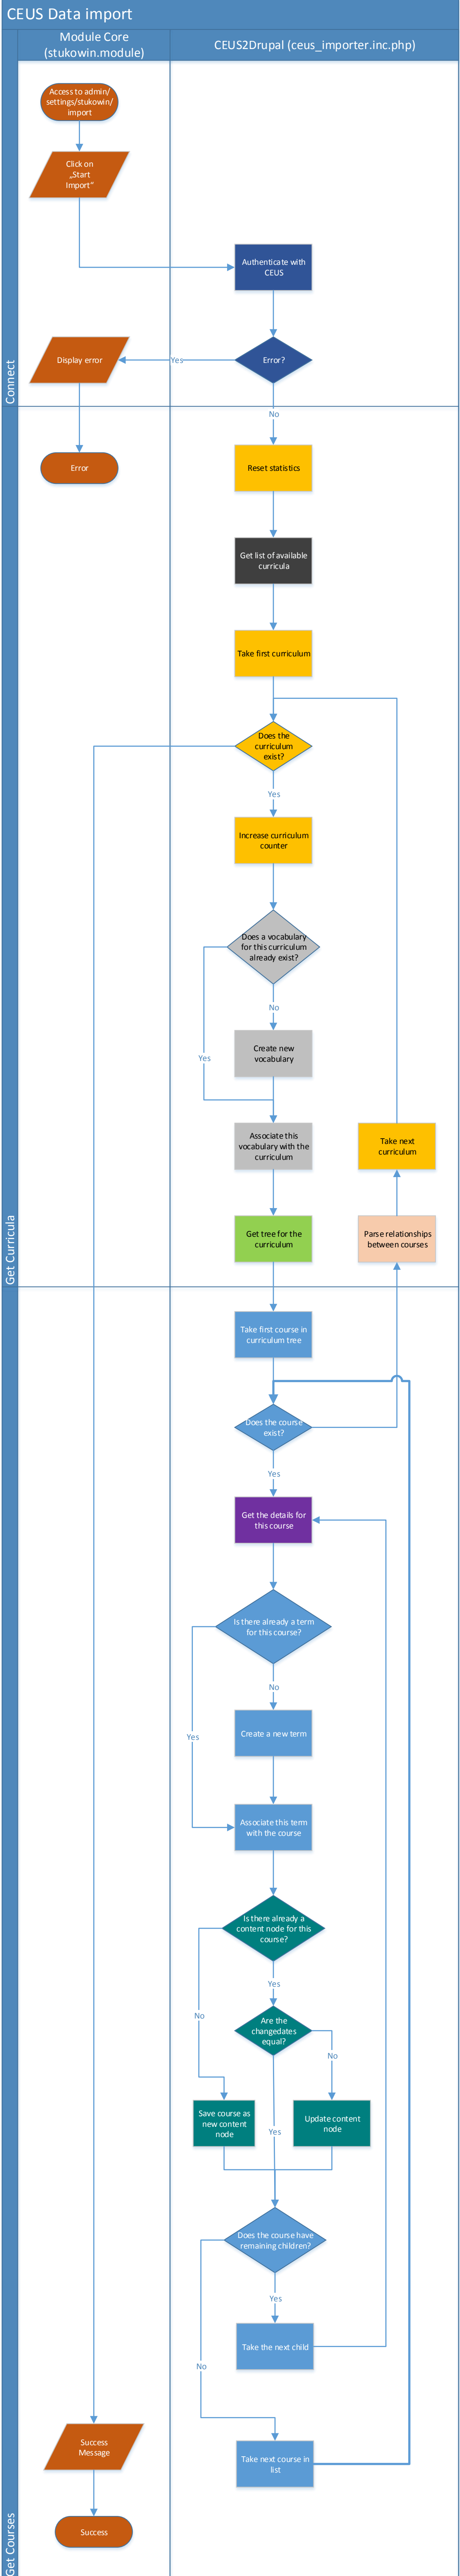 CEUS Data import
Module Core
(stukowin.module)
CEUS2Drupal (ceus_importer.inc.php)
Access to admin/
settings/stukowin/
import
Click on
„Start
Import“
Authenticate with
CEUS
Error?
Yes
Display error
Connect
No
Error
Reset statistics
Get list of available
curricula
Take first curriculum
Does the
curriculum
exist?
Yes
Increase curriculum
counter
Does a vocabulary
for this curriculum
already exist?
No
Create new
vocabulary
Yes
Associate this
vocabulary with the
curriculum
Take next
curriculum
Get tree for the
curriculum
Parse relationships
between courses
Get Curricula
Take first course in
curriculum tree
Does the course
exist?
Yes
Get the details for
this course
Is there already a term
for this course?
No
Create a new term
Yes
Associate this term
with the course
Is there already a
content node for this
course?
Yes
No
Are the
changedates
equal?
No
Save course as
new content
node
Update content
node
Yes
Does the course have
remaining children?
Yes
Take the next child
No
Success
Message
Take next course in
list
Success
Get Courses